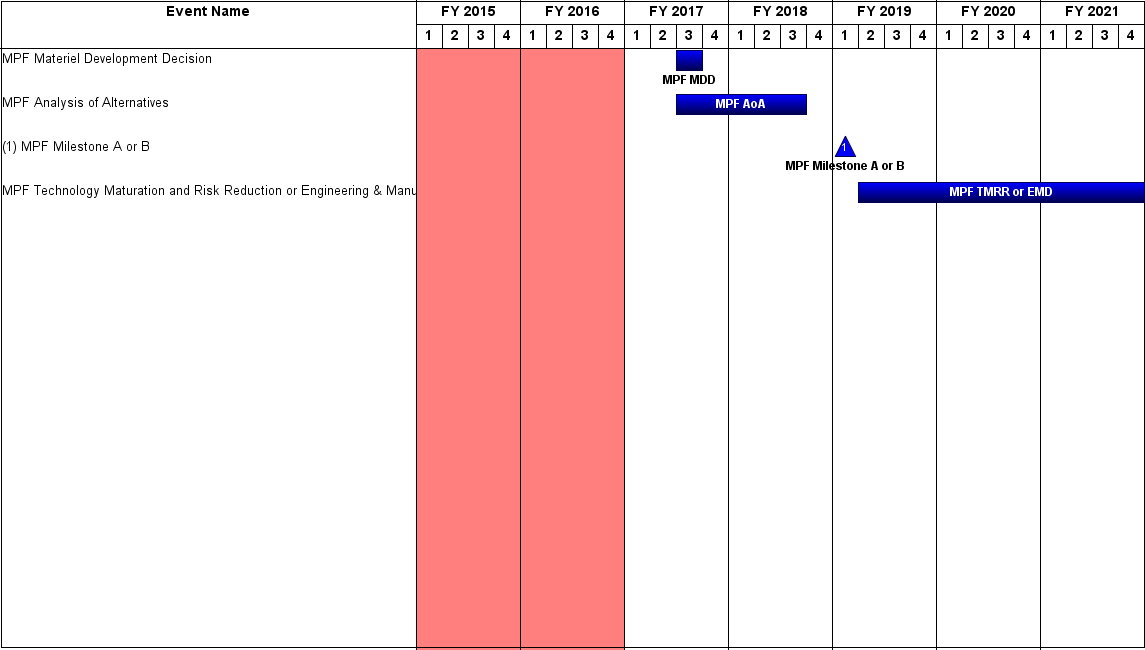 Event Name FY 2015 FY 2016 FY 2017 FY 2018 FY 2019 FY 2020 FY 2021
1 2 3 4 1 2 3 4 1 2 3 4 1 2 3 4 1 2 3 4 1 2 3 4 1 2 3 4
MPF Materiel Development Decision
MPF MDD
MPF Analysis of Alternatives MPF AoA
(1) MPF Milestone A or B 1
MPF Milestone A or B
MPF Technology Maturation and Risk Reduction or Engineering & Manu MPF TMRR or EMD